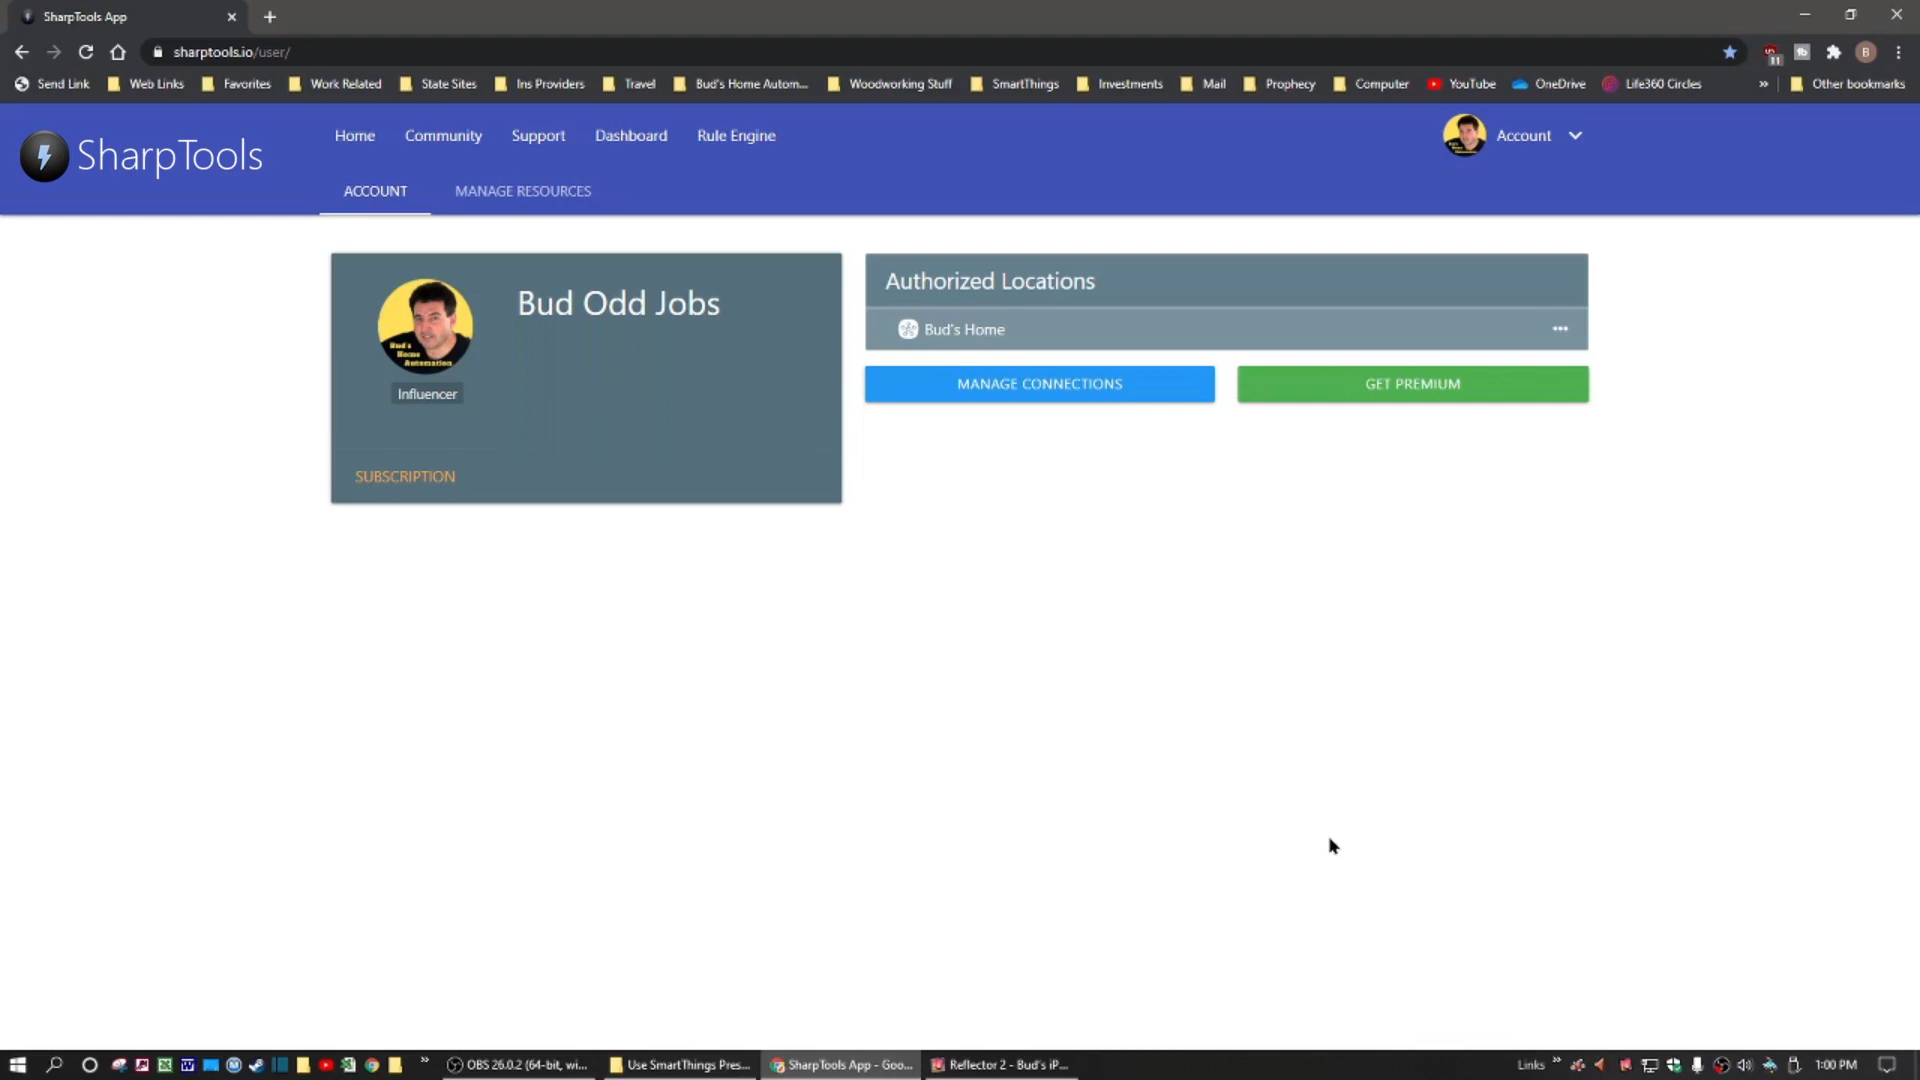 SharpTools App
sharptools.io/user/
Send Link Web Links Favorites Work Related State Sites Ins Providers Travel Bud's Home Autom... Woodworking Stuff SmartThings Investments Mail Prophecy Computer YouTube OneDrive Life360 Circles » Other bookmarks
SharpTools
Home Community Support Dashboard Rule Engine
Account
ACCOUNT MANAGE RESOURCES
Bud's
Home
Automation
Influencer
Bud Odd Jobs
SUBSCRIPTION
Authorized Locations
Bud's Home
MANAGE CONNECTIONS GET PREMIUM
OBS 26.0.2 (64-bit, wi... Use SmartThings Pres... SharpTools App - Goo... Reflector 2 - Bud's iP... Links 1:00 PM